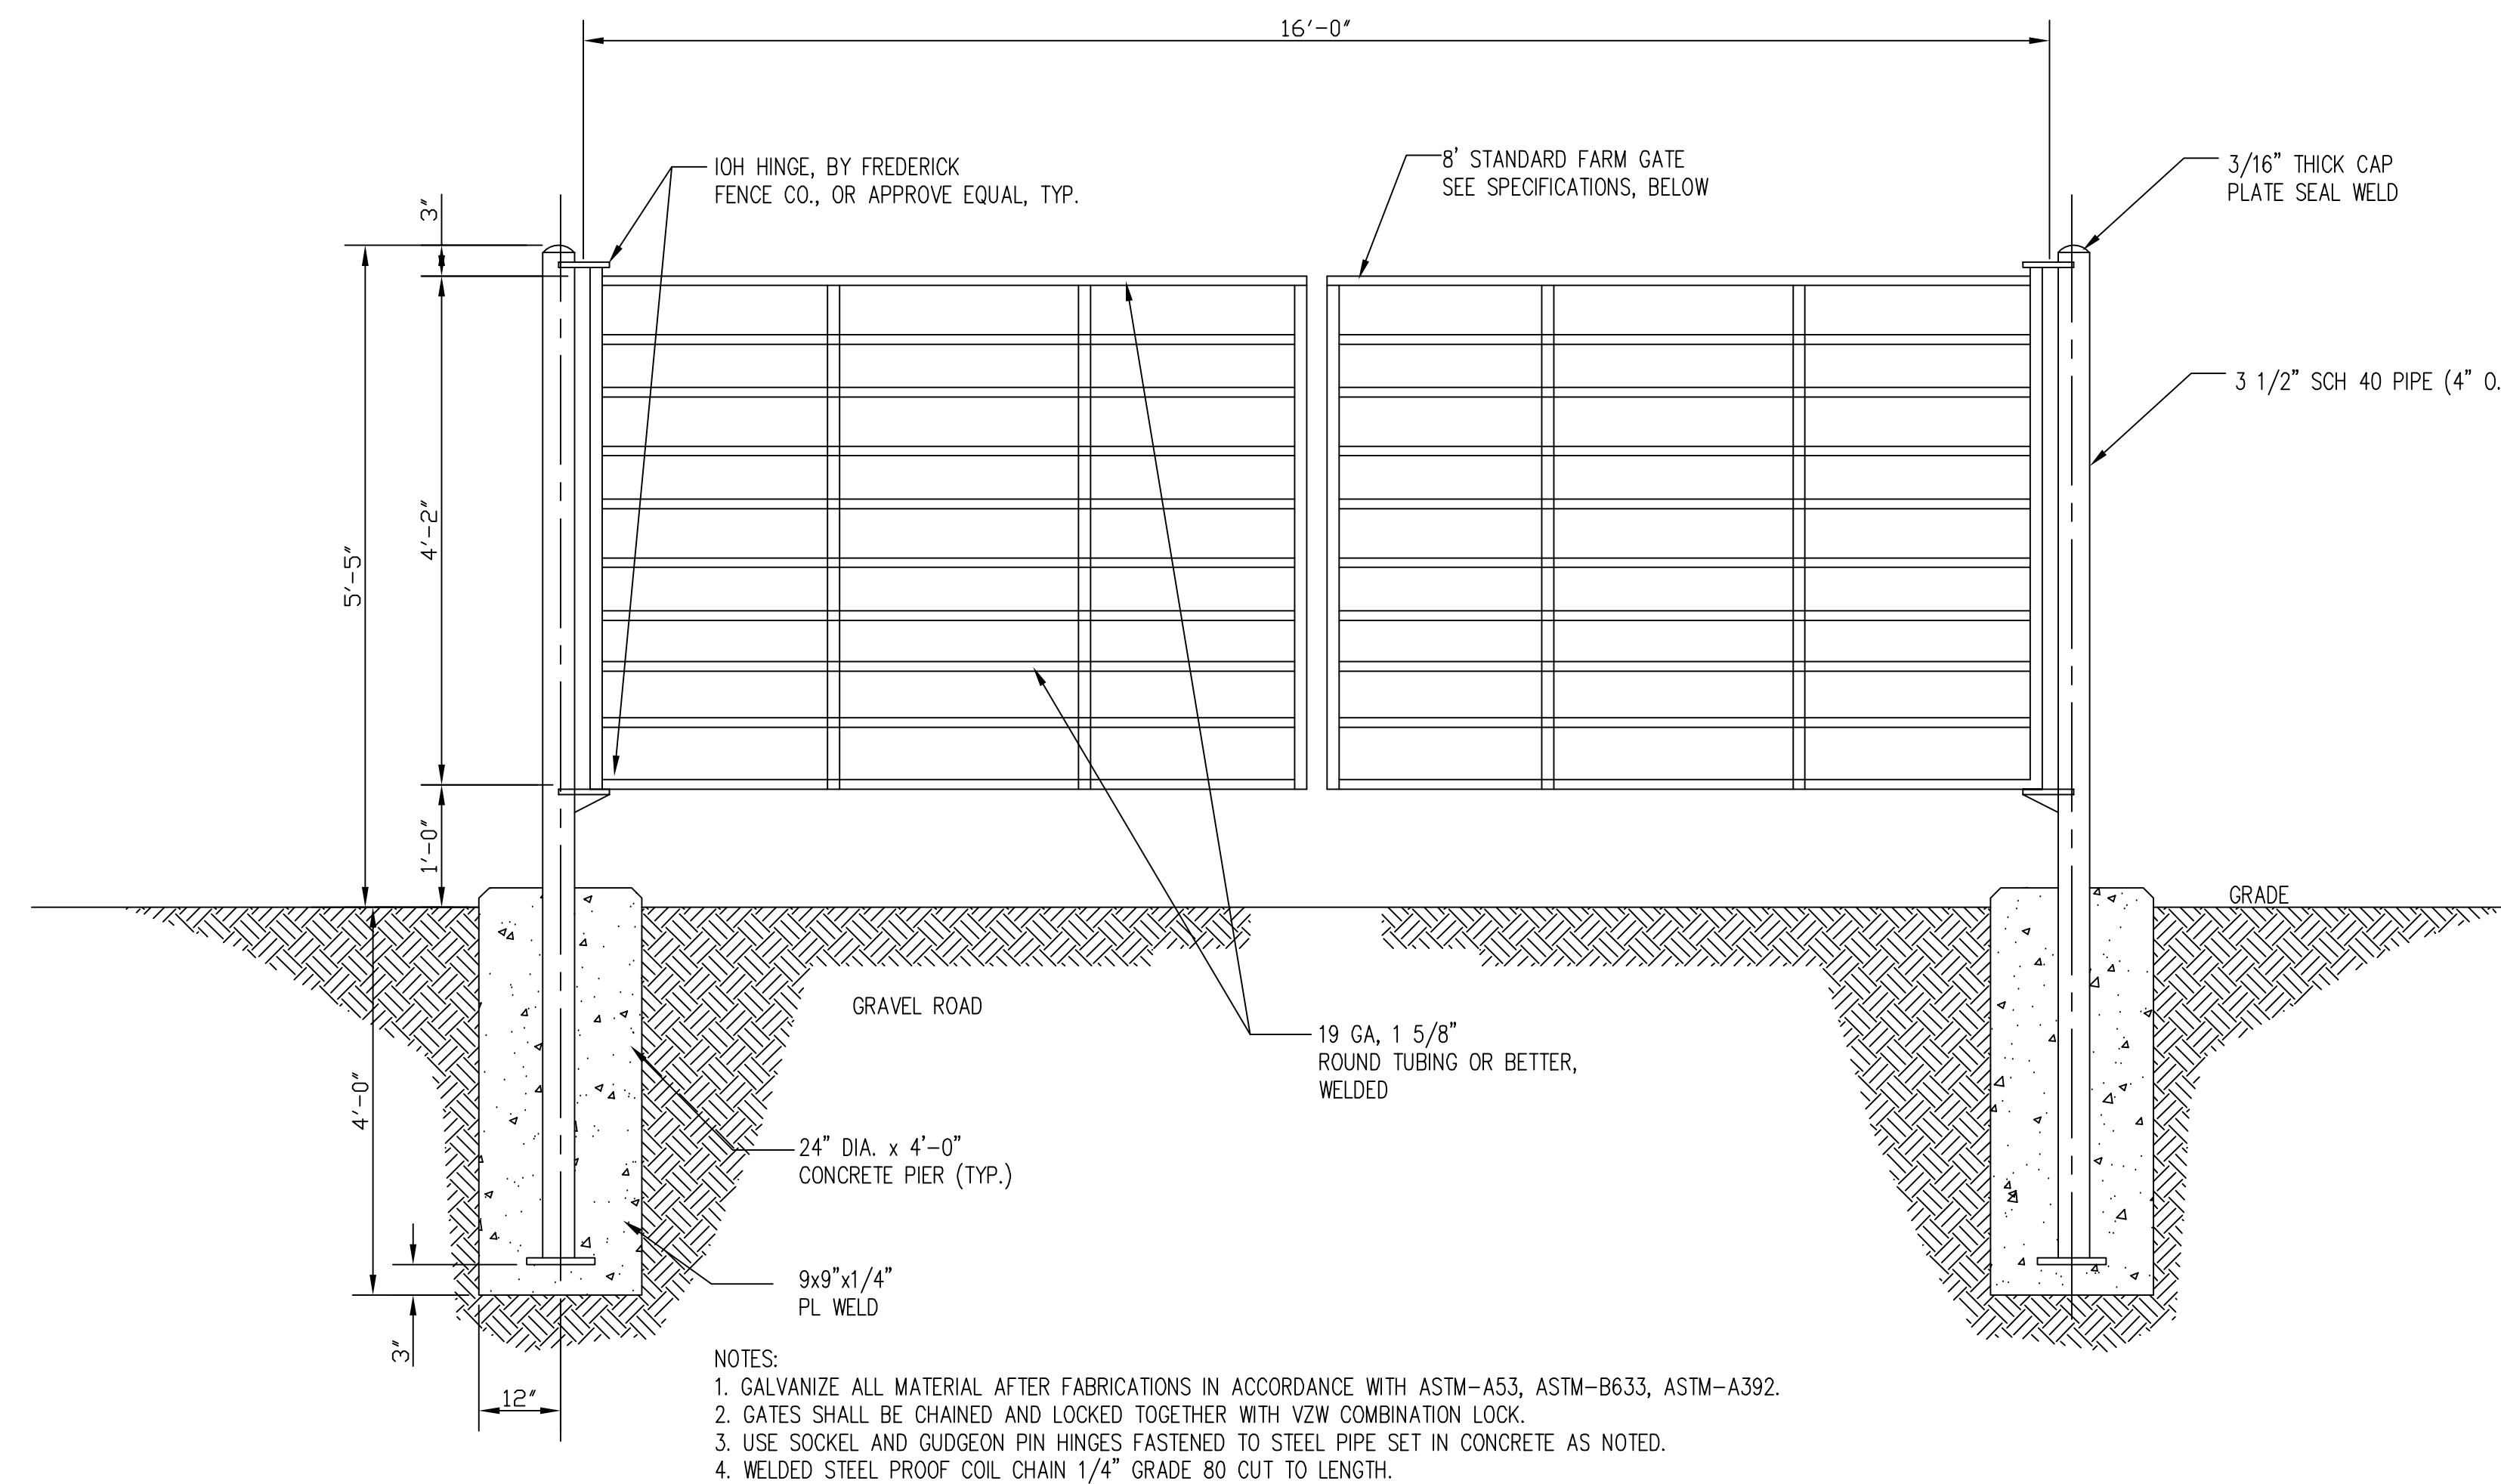 16'-0"
IOH HINGE, BY FREDERICK
FENCE CO., OR APPROVE EQUAL, TYP.
8' STANDARD FARM GATE
SEE SPECIFICATIONS, BELOW
3/16" THICK CAP
PLATE SEAL WELD
3"
3 1/2" SCH 40 PIPE (4" O.
4'-2"
5'-5"
1'-0"
GRADE
GRAVEL ROAD
19 GA, 1 5/8"
ROUND TUBING OR BETTER,
WELDED
4'-0"
24" DIA. x 4'-0"
CONCRETE PIER (TYP.)
9x9"x1/4"
PL WELD
3"
12"
NOTES:
1. GALVANIZE ALL MATERIAL AFTER FABRICATIONS IN ACCORDANCE WITH ASTM-A53, ASTM-B633, ASTM-A392.
2. GATES SHALL BE CHAINED AND LOCKED TOGETHER WITH VZW COMBINATION LOCK.
3. USE SOCKEL AND GUDGEON PIN HINGES FASTENED TO STEEL PIPE SET IN CONCRETE AS NOTED.
4. WELDED STEEL PROOF COIL CHAIN 1/4" GRADE 80 CUT TO LENGTH.